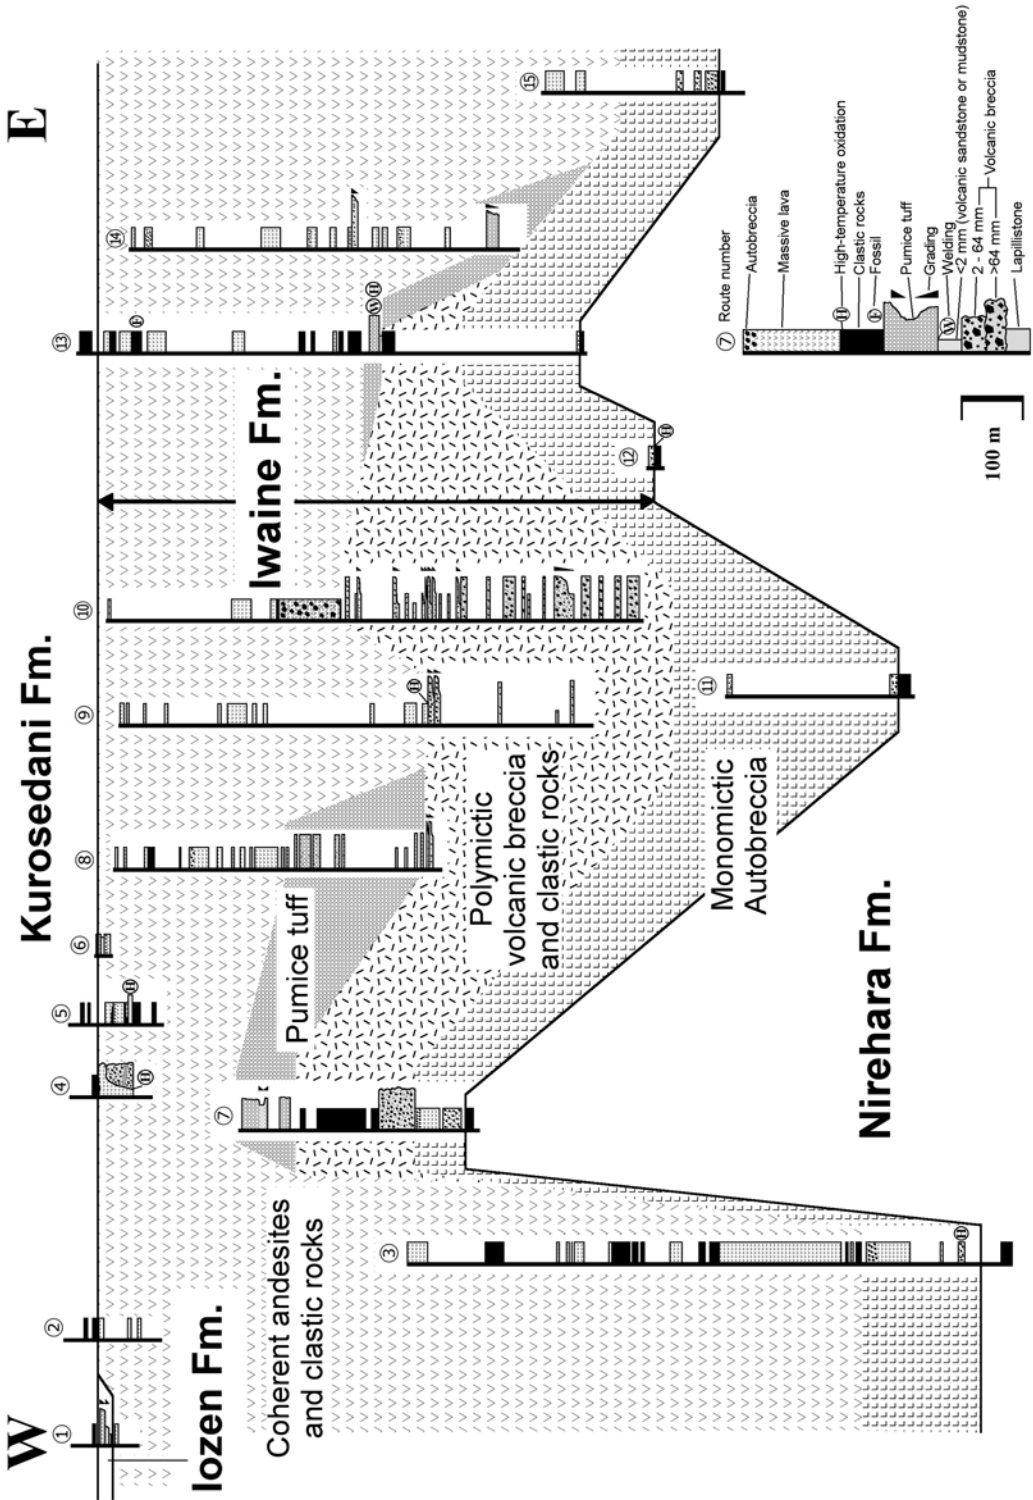 W
E
Kurosedani Fm.
①
②
③
④
⑤
⑥
⑦
⑧
⑨
⑩
⑪
⑫
⑬
⑭
⑮
Iozen Fm.
Iwaine Fm.
Nirehara Fm.
Coherent andesites
and clastic rocks
Pumice tuff
Polymictic
volcanic breccia
and clastic rocks
Monomictic
Autobreccia
H
H
H
H
H
F
W H
H
⑦ Route number
Autobreccia
Massive lava
H High-temperature oxidation
Clastic rocks
F Fossil
Pumice tuff
Grading
W Welding
<2 mm (volcanic sandstone or mudstone)
2 - 64 mm
>64 mm
Volcanic breccia
Lapillistone
100 m